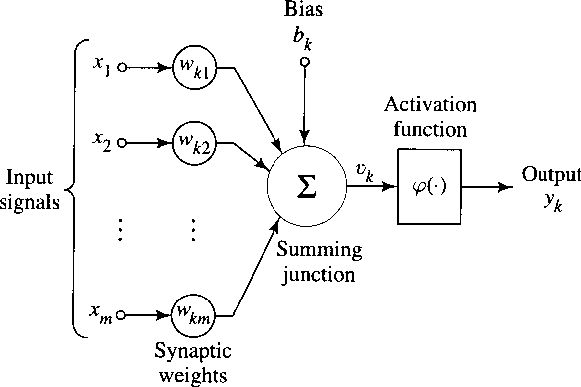 Bias
b_k
x_1
w_k1
Activation
function
x_2
w_k2
Input
signals
Σ
v_k
φ(·)
Output
y_k
Summing
junction
x_m
w_km
Synaptic
weights